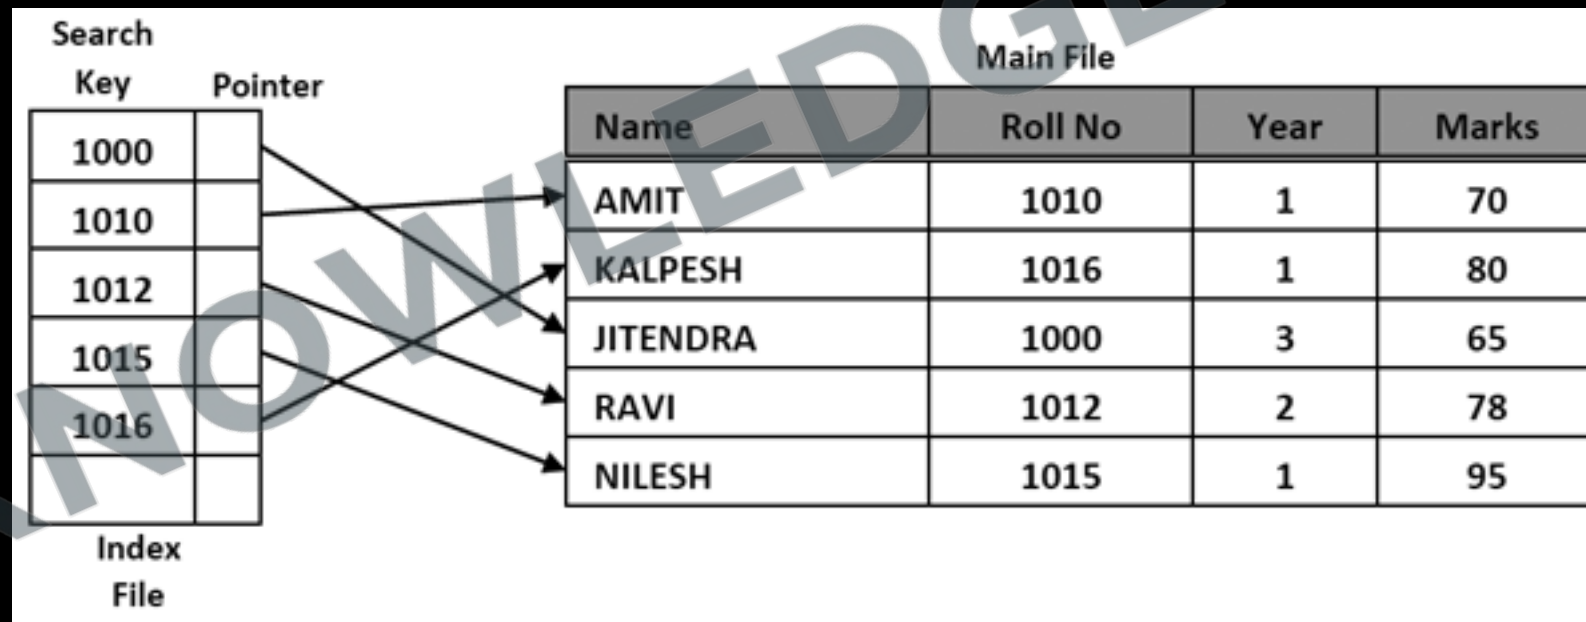 Search
Key Pointer
1000
1010
1012
1015
1016
Index
File
Main File
Name Roll No Year Marks
AMIT 1010 1 70
KALPESH 1016 1 80
JITENDRA 1000 3 65
RAVI 1012 2 78
NILESH 1015 1 95